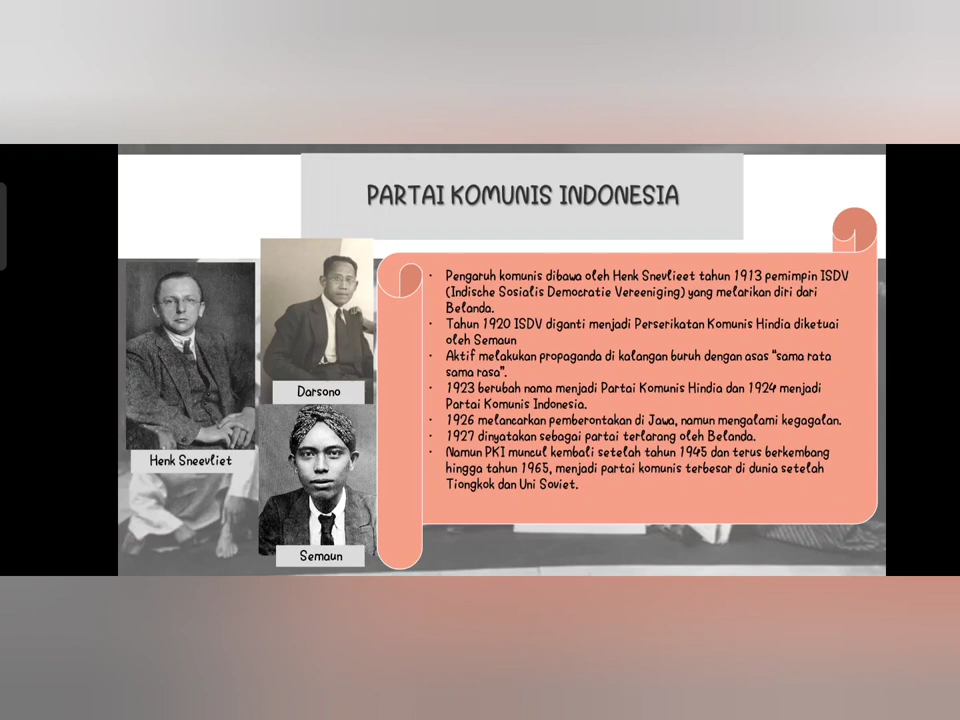 PARTAI KOMUNIS INDONESIA
Darsono
Henk Sneevliet
Semaun
• Pengaruh komunis dibawa oleh Henk Snevlieet tahun 1913 pemimpin ISDV
(Indische Sosialis Democratie Vereeniging) yang melarikan diri dari
Belanda.
• Tahun 1920 ISDV diganti menjadi Perserikatan Komunis Hindia diketuai
oleh Semaun
• Aktif melakukan propaganda di kalangan buruh dengan asas "sama rata
sama rasa".
• 1923 berubah nama menjadi Partai Komunis Hindia dan 1924 menjadi
Partai Komunis Indonesia.
• 1926 melancarkan pemberontakan di Jawa, namun mengalami kegagalan.
• 1927 dinyatakan sebagai partai terlarang oleh Belanda.
• Namun PKI muncul kembali setelah tahun 1945 dan terus berkembang
hingga tahun 1965, menjadi partai komunis terbesar di dunia setelah
Tiongkok dan Uni Soviet.